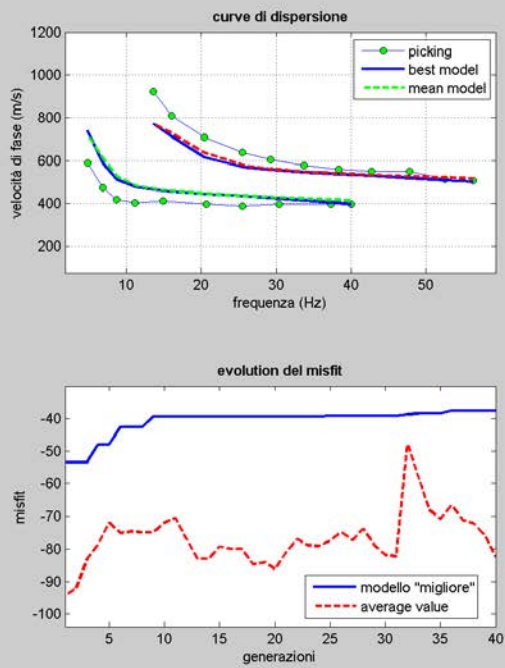 curve di dispersione
1200
1000
800
600
400
200
velocità di fase (m/s)
picking
best model
mean model
10
20
30
40
50
frequenza (Hz)
evolution del misfit
-40
-50
-60
-70
-80
-90
-100
misfit
modello "migliore"
average value
5
10
15
20
25
30
35
40
generazioni